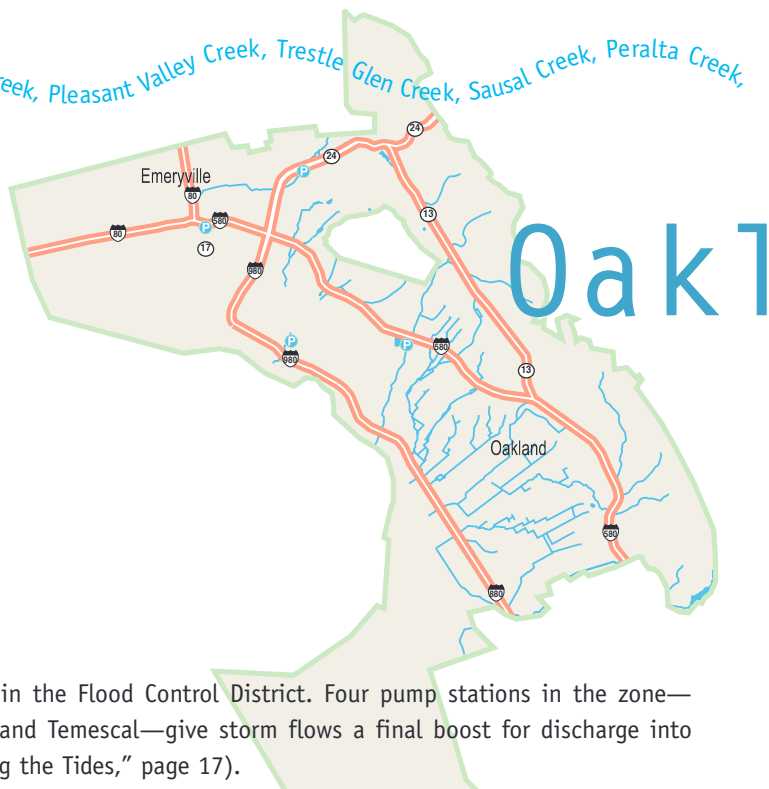 reek, Pleasant Valley Creek, Trestle Glen Creek, Sausal Creek, Peralta Creek,
24
24
Emeryville
P
80
13
580
80
P
17
Oakl
980
P
P
580
980
13
Oakland
580
880
in the Flood Control District. Four pump stations in the zone—
and Temescal—give storm flows a final boost for discharge into
g the Tides,” page 17).